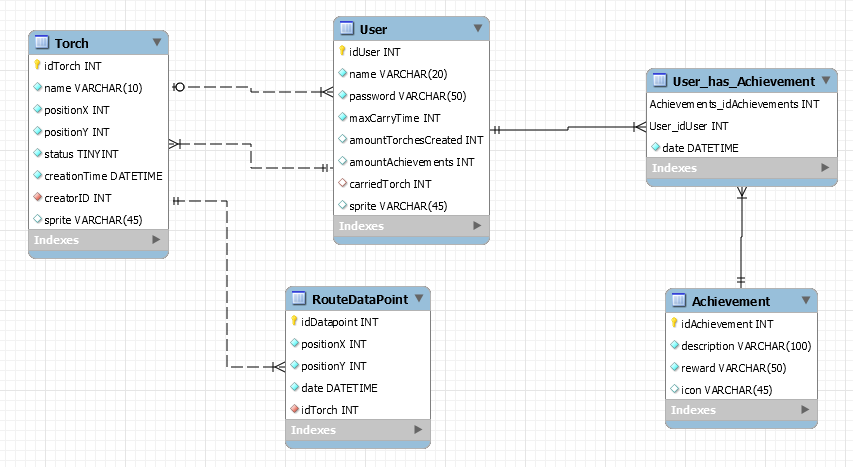 Torch
idTorch INT
name VARCHAR(10)
positionX INT
positionY INT
status TINYINT
creationTime DATETIME
creatorID INT
sprite VARCHAR(45)
Indexes
User
idUser INT
name VARCHAR(20)
password VARCHAR(50)
maxCarryTime INT
amountTorchesCreated INT
amountAchievements INT
carriedTorch INT
sprite VARCHAR(45)
Indexes
User_has_Achievement
Achievements_idAchievements INT
User_idUser INT
date DATETIME
Indexes
RouteDataPoint
idDatapoint INT
positionX INT
positionY INT
date DATETIME
idTorch INT
Indexes
Achievement
idAchievement INT
description VARCHAR(100)
reward VARCHAR(50)
icon VARCHAR(45)
Indexes